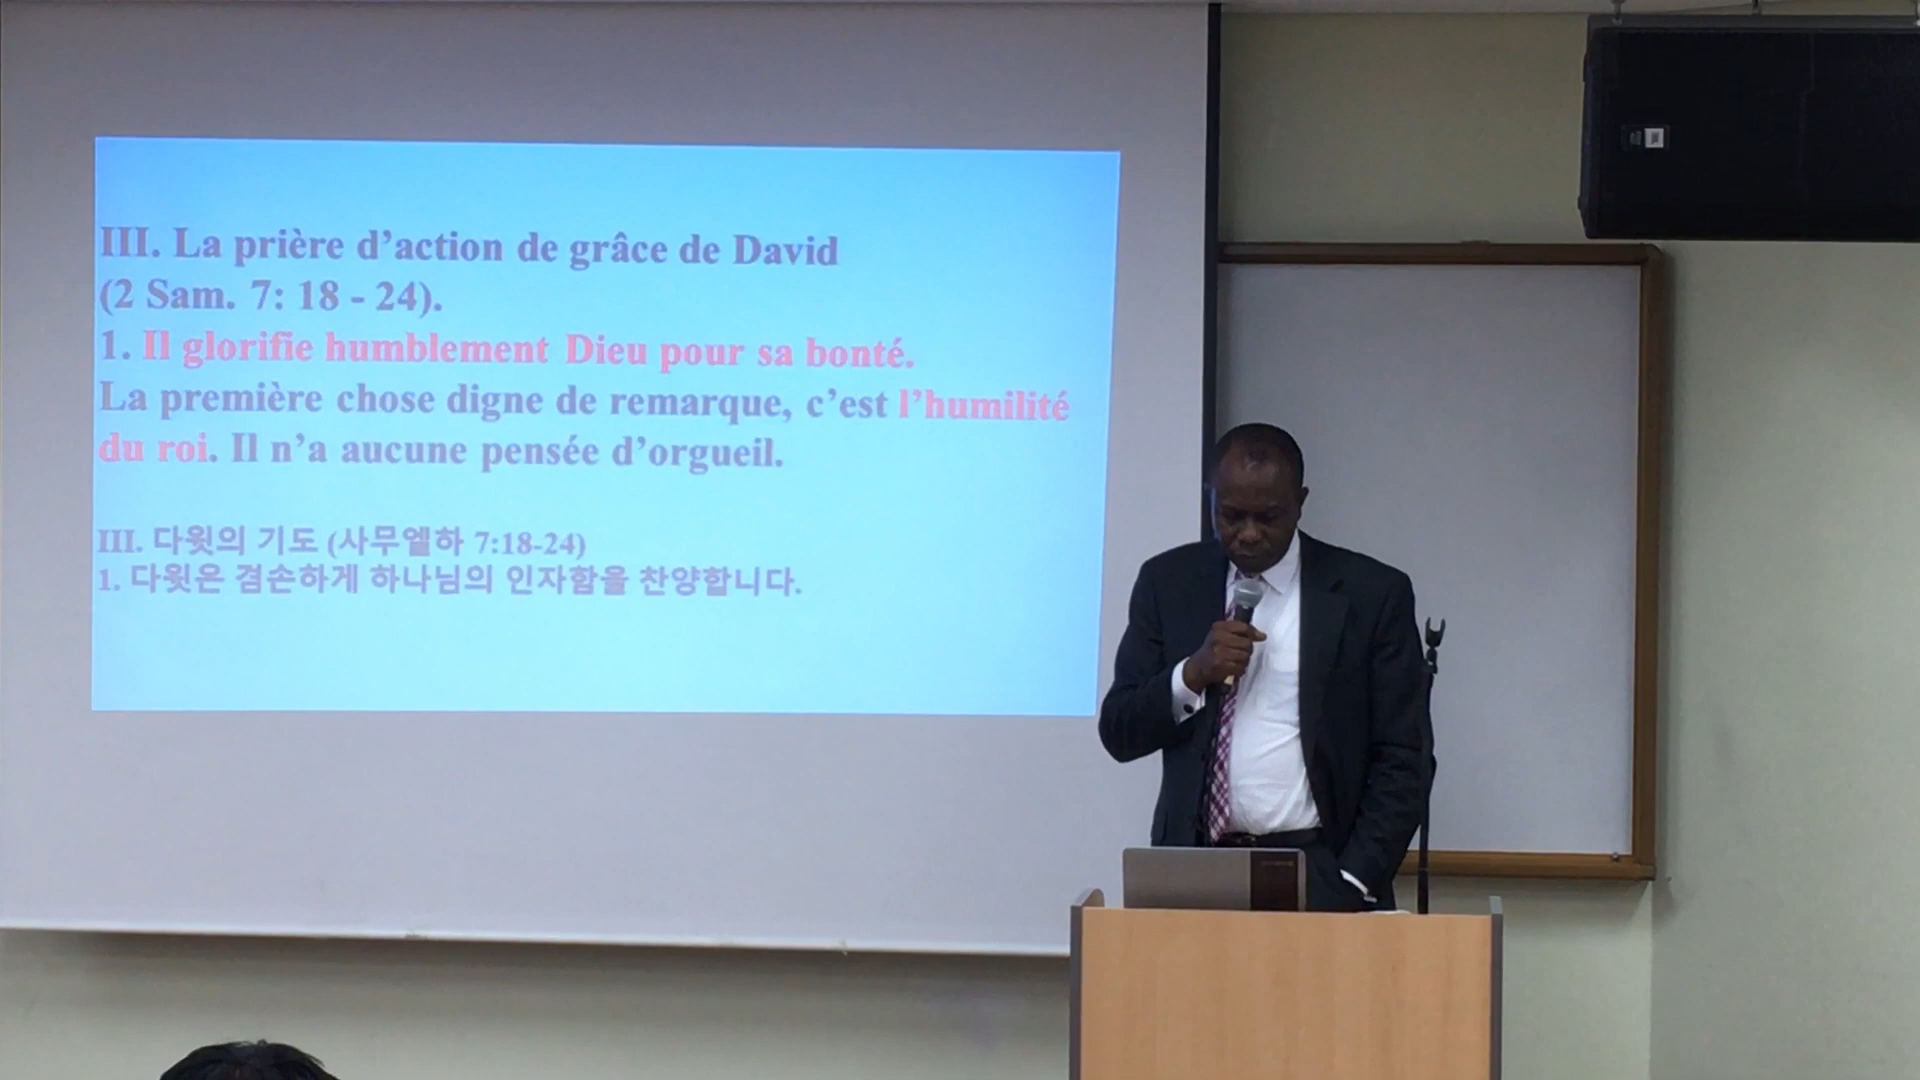 III. La prière d’action de grâce de David
(2 Sam. 7: 18 - 24).
1. Il glorifie humblement Dieu pour sa bonté.
La première chose digne de remarque, c’est l’humilité
du roi. Il n’a aucune pensée d’orgueil.
III. 다윗의 기도 (사무엘하 7:18-24)
1. 다윗은 겸손하게 하나님의 인자함을 찬양합니다.